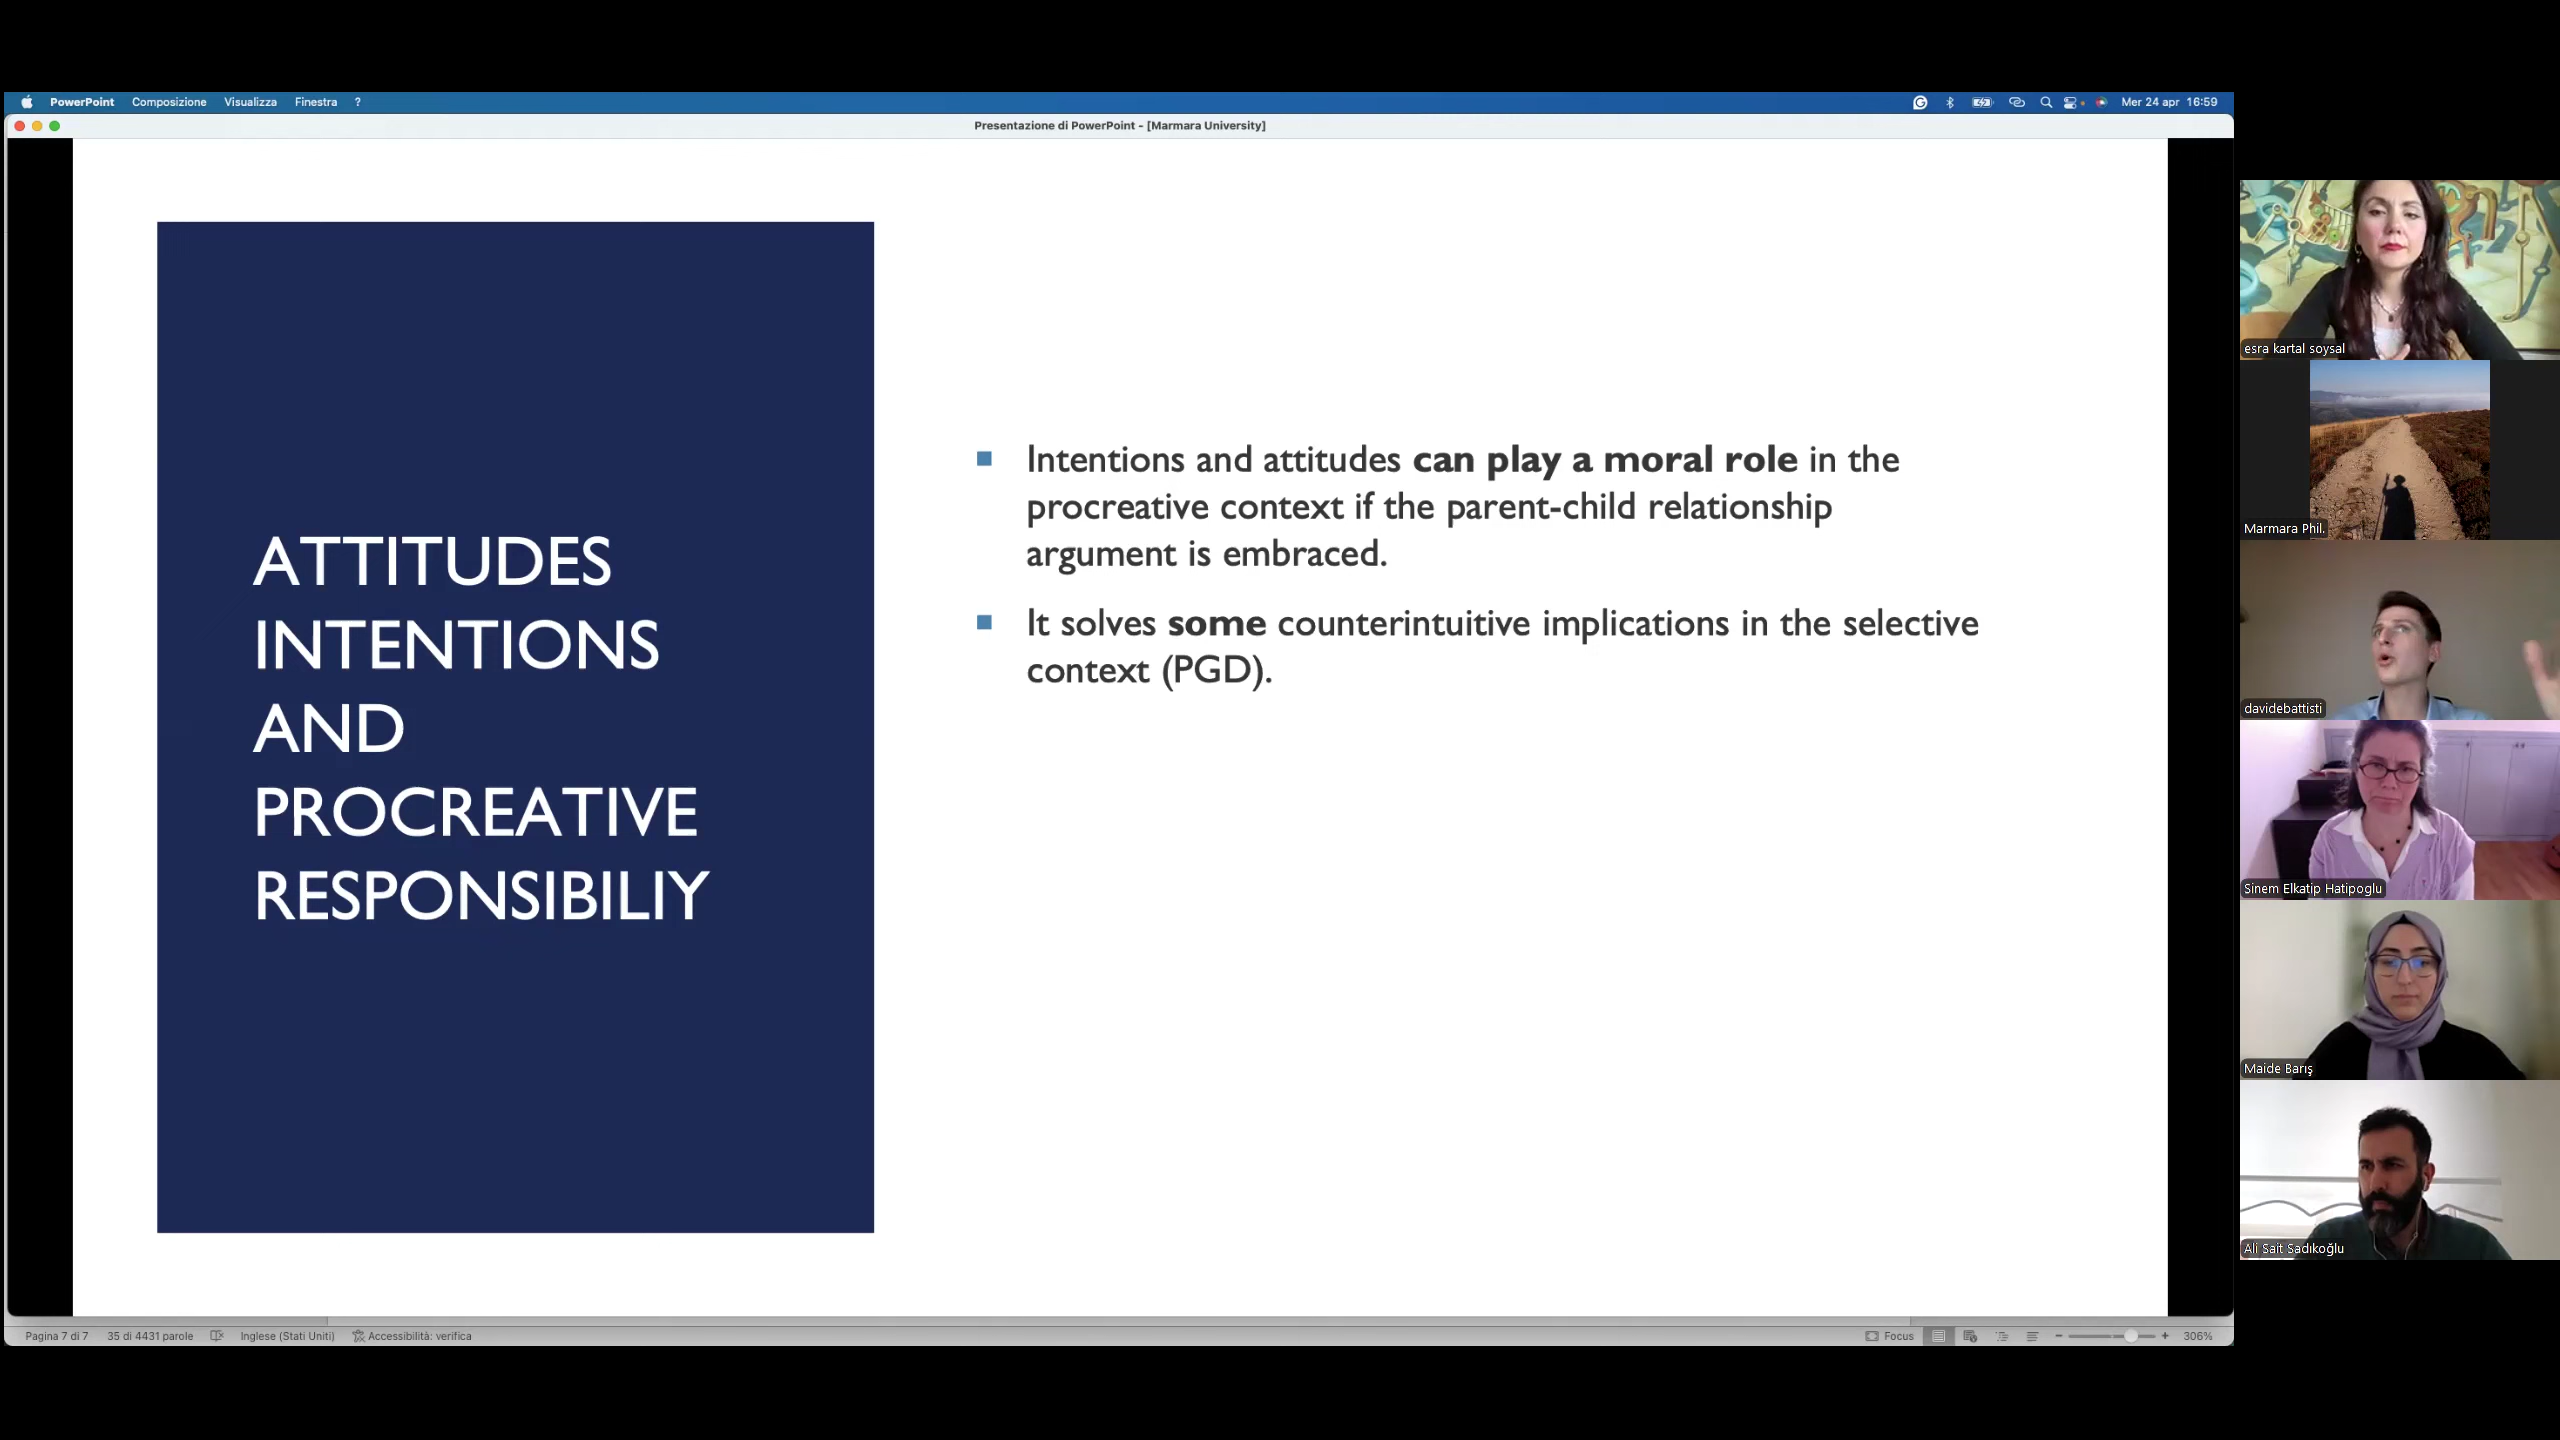 PowerPoint Composizione Visualizza Finestra ? Mer 24 apr 16:59
Presentazione di PowerPoint - [Marmara University]
ATTITUDES
INTENTIONS
AND
PROCREATIVE
RESPONSIBILIY
Intentions and attitudes can play a moral role in the
procreative context if the parent-child relationship
argument is embraced.
It solves some counterintuitive implications in the selective
context (PGD).
esra kartal soysal
Marmara Phil.
davidebattisti
Sinem Elkatip Hatipoglu
Maide Barış
Ali Sait Sadıkoğlu
Pagina 7 di 7 35 di 4431 parole Inglese (Stati Uniti) Accessibilità: verifica Focus 306%